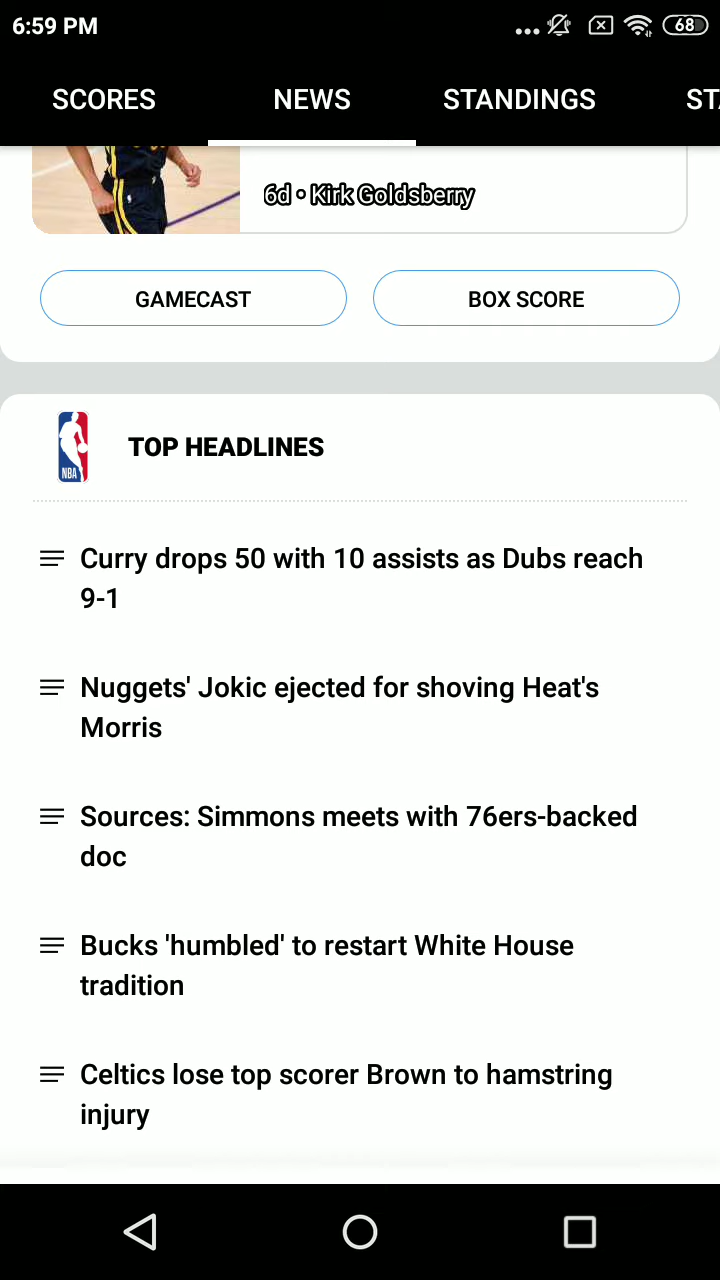 6:59 PM
68
SCORES
NEWS
STANDINGS
STA
6d • Kirk Goldsberry
GAMECAST
BOX SCORE
NBA
TOP HEADLINES
Curry drops 50 with 10 assists as Dubs reach
9-1
Nuggets' Jokic ejected for shoving Heat's
Morris
Sources: Simmons meets with 76ers-backed
doc
Bucks 'humbled' to restart White House
tradition
Celtics lose top scorer Brown to hamstring
injury